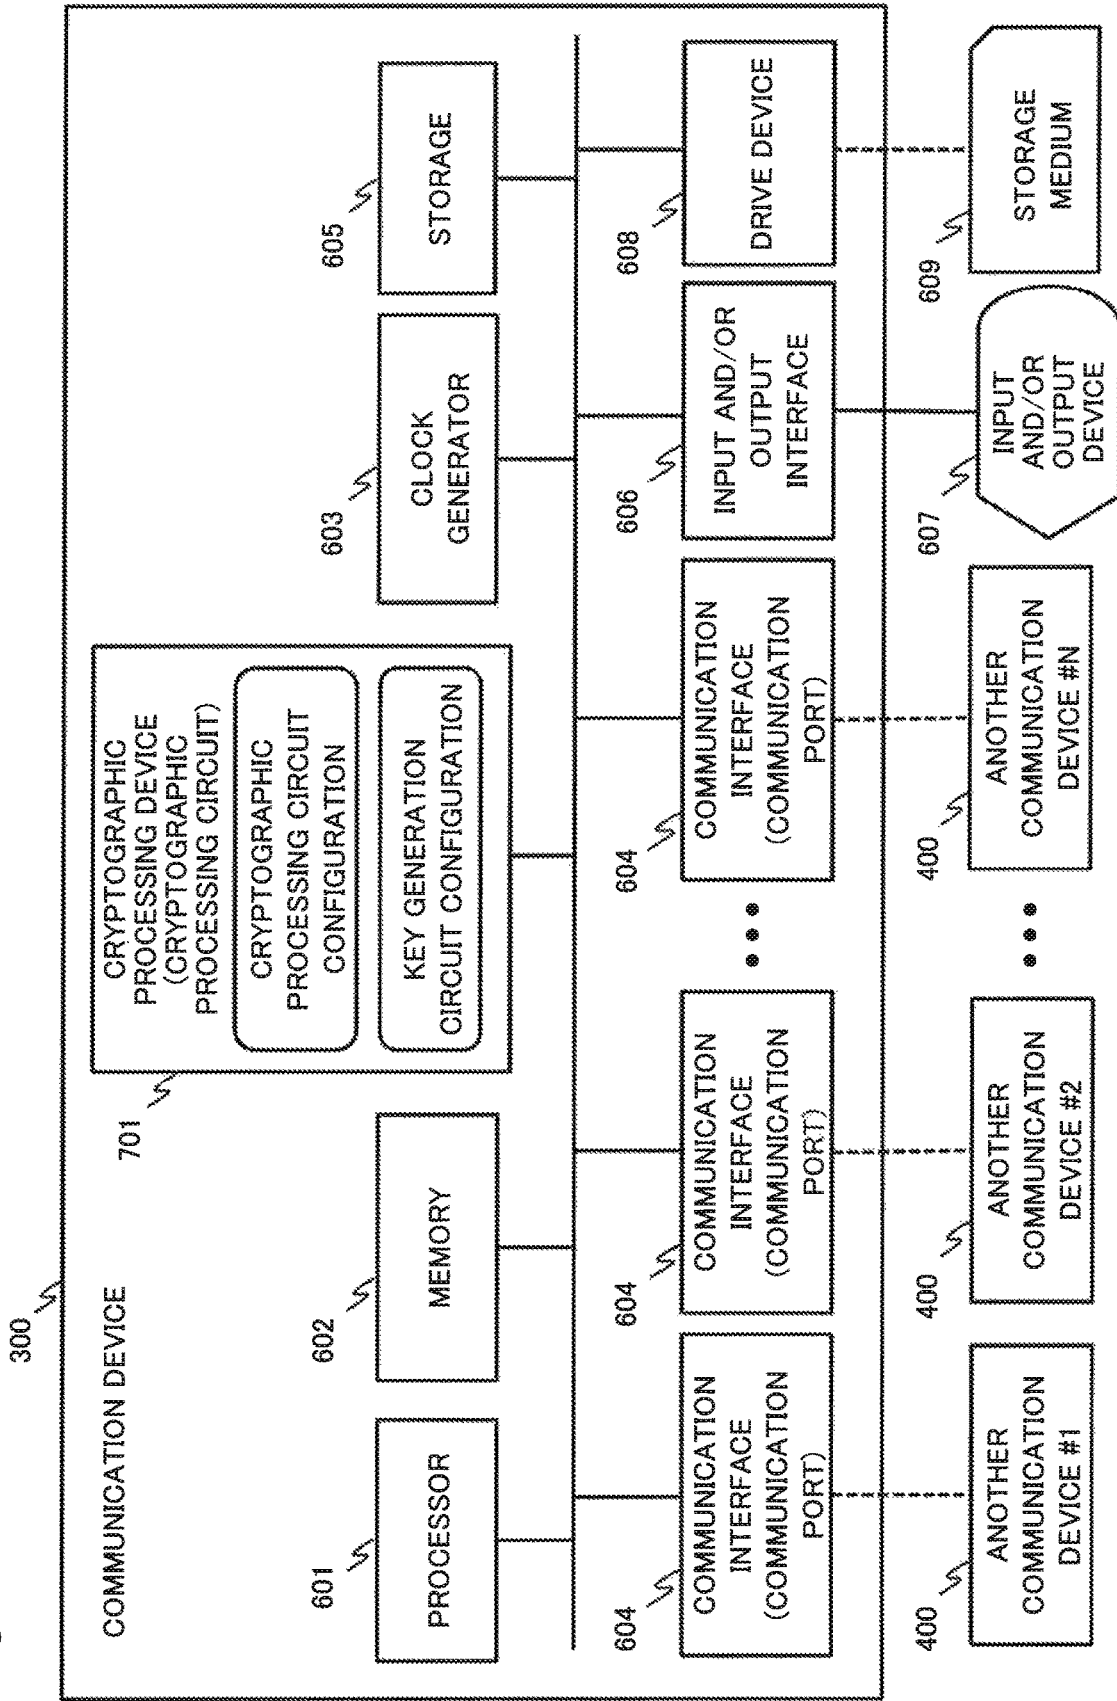 300
COMMUNICATION DEVICE
601
PROCESSOR
602
MEMORY
701
CRYPTOGRAPHIC
PROCESSING DEVICE
(CRYPTOGRAPHIC
PROCESSING CIRCUIT)
CRYPTOGRAPHIC
PROCESSING CIRCUIT
CONFIGURATION
KEY GENERATION
CIRCUIT CONFIGURATION
603
CLOCK
GENERATOR
605
STORAGE
604
COMMUNICATION
INTERFACE
(COMMUNICATION
PORT)
604
COMMUNICATION
INTERFACE
(COMMUNICATION
PORT)
604
COMMUNICATION
INTERFACE
(COMMUNICATION
PORT)
606
INPUT AND/OR
OUTPUT
INTERFACE
608
DRIVE DEVICE
400
ANOTHER
COMMUNICATION
DEVICE #1
400
ANOTHER
COMMUNICATION
DEVICE #2
400
ANOTHER
COMMUNICATION
DEVICE #N
607
INPUT
AND/OR
OUTPUT
DEVICE
609
STORAGE
MEDIUM